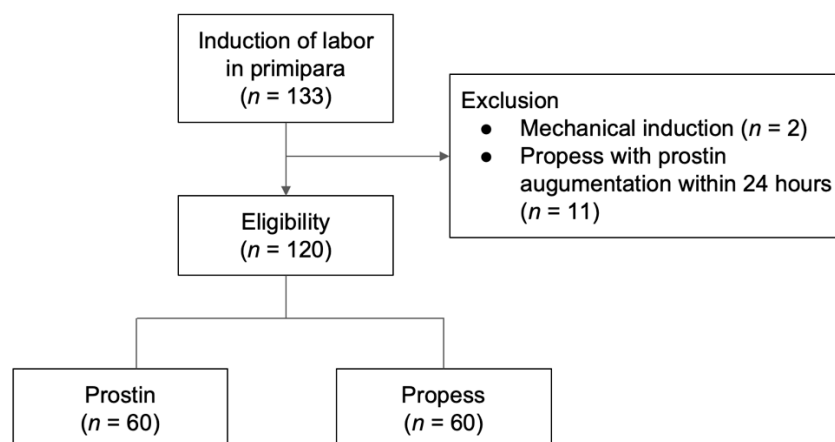 Induction of labor
in primipara
(n = 133)
Exclusion
● Mechanical induction (n = 2)
● Propess with prostin
augumentation within 24 hours
(n = 11)
Eligibility
(n = 120)
Prostin
(n = 60)
Propess
(n = 60)